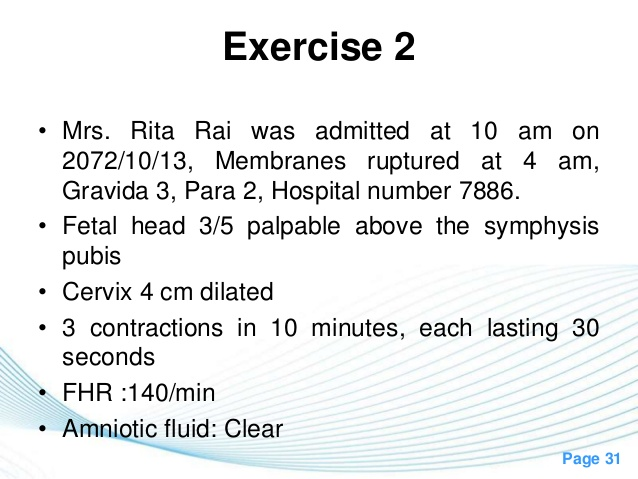 Exercise 2
• Mrs. Rita Rai was admitted at 10 am on
2072/10/13, Membranes ruptured at 4 am,
Gravida 3, Para 2, Hospital number 7886.
• Fetal head 3/5 palpable above the symphysis
pubis
• Cervix 4 cm dilated
• 3 contractions in 10 minutes, each lasting 30
seconds
• FHR :140/min
• Amniotic fluid: Clear
Page 31